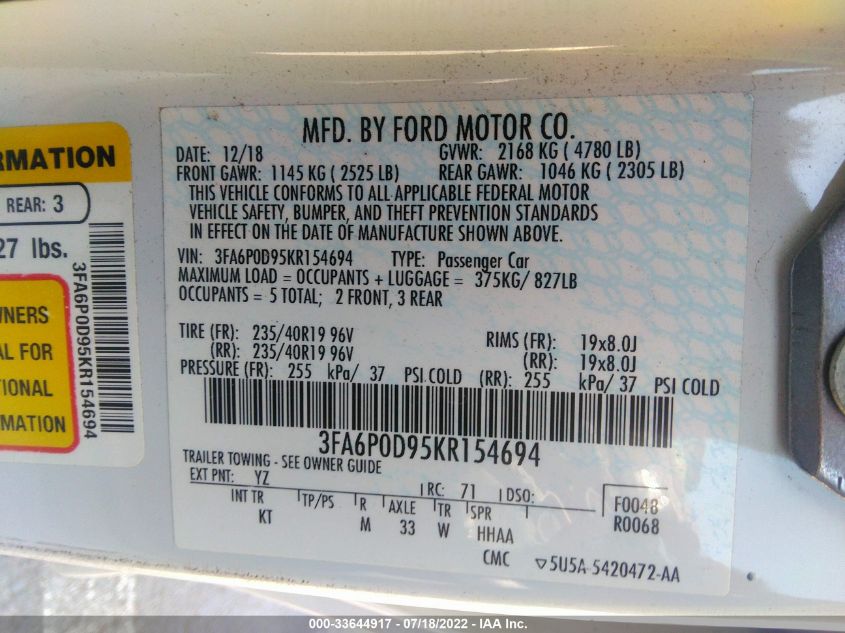 MFD. BY FORD MOTOR CO.
DATE: 12/18 GVWR: 2168 KG ( 4780 LB)
FRONT GAWR: 1145 KG ( 2525 LB) REAR GAWR: 1046 KG ( 2305 LB)
THIS VEHICLE CONFORMS TO ALL APPLICABLE FEDERAL MOTOR
VEHICLE SAFETY, BUMPER, AND THEFT PREVENTION STANDARDS
IN EFFECT ON THE DATE OF MANUFACTURE SHOWN ABOVE.
VIN: 3FA6P0D95KR154694 TYPE: Passenger Car
MAXIMUM LOAD = OCCUPANTS + LUGGAGE = 375KG/ 827LB
OCCUPANTS = 5 TOTAL; 2 FRONT, 3 REAR
TIRE (FR): 235/40R19 96V RIMS (FR): 19x8.0J
(RR): 235/40R19 96V (RR): 19x8.0J
PRESSURE (FR): 255 kPa/ 37 PSI COLD (RR): 255 kPa/ 37 PSI COLD
3FA6P0D95KR154694
TRAILER TOWING - SEE OWNER GUIDE
EXT PNT: YZ RC: 71 DSO:
INT TR TP/PS R AXLE TR SPR F0048
KT M 33 W HHAA R0068
CMC ▽5U5A-5420472-AA
RMATION
REAR: 3
27 lbs.
3FA6P0D95KR154694
WNERS
AL FOR
TIONAL
RMATION
000-33644917 - 07/18/2022 - IAA Inc.